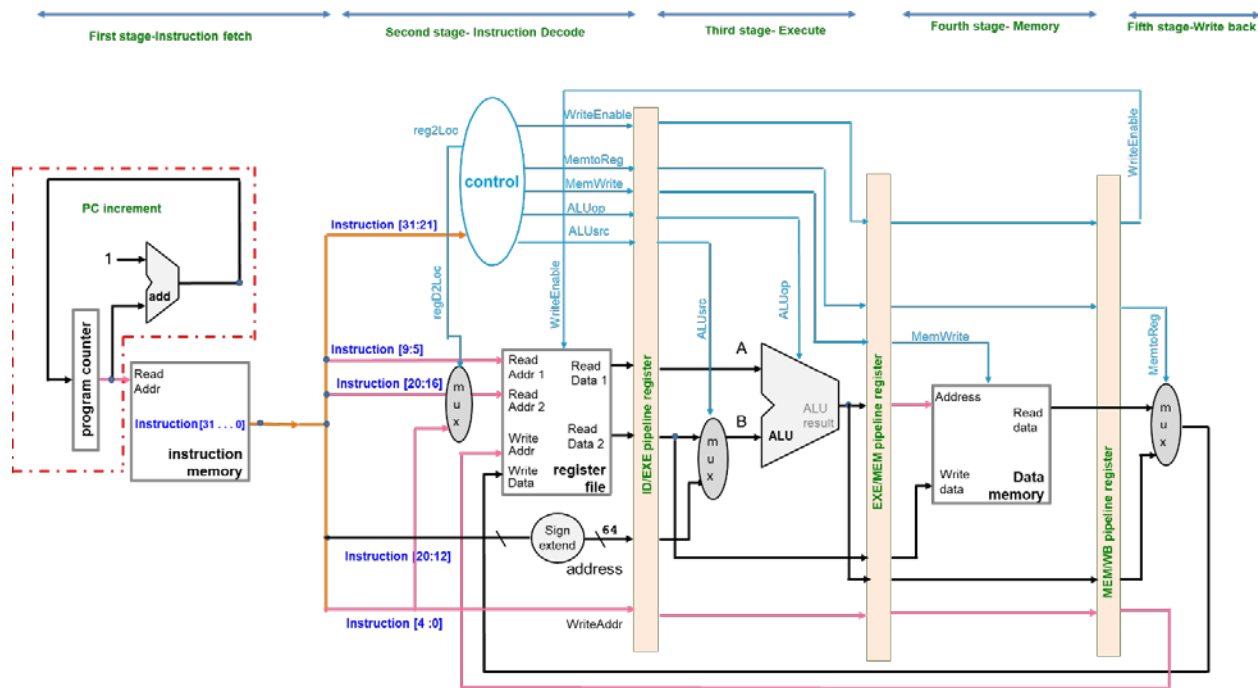 First stage-Instruction fetch
Second stage- Instruction Decode
Third stage- Execute
Fourth stage- Memory
Fifth stage-Write back
PC increment
1
add
program counter
Read
Addr
Instruction[31 . . . 0]
instruction
memory
reg2Loc
control
WriteEnable
MemtoReg
MemWrite
ALUop
ALUsrc
Instruction [31:21]
regD2Loc
WriteEnable
Instruction [9:5]
Instruction [20:16]
mux
Read
Addr 1
Read
Addr 2
Write
Addr
Write
Data
Read
Data 1
Read
Data 2
register
file
Sign
extend
64
address
Instruction [20:12]
Instruction [4 :0]
WriteAddr
ID/EXE pipeline register
ALUsrc
ALUop
A
B
mux
ALU
ALU
result
EXE/MEM pipeline register
MemWrite
Address
Read
data
Write
data
Data
memory
MEM/WB pipeline register
WriteEnable
MemtoReg
mux